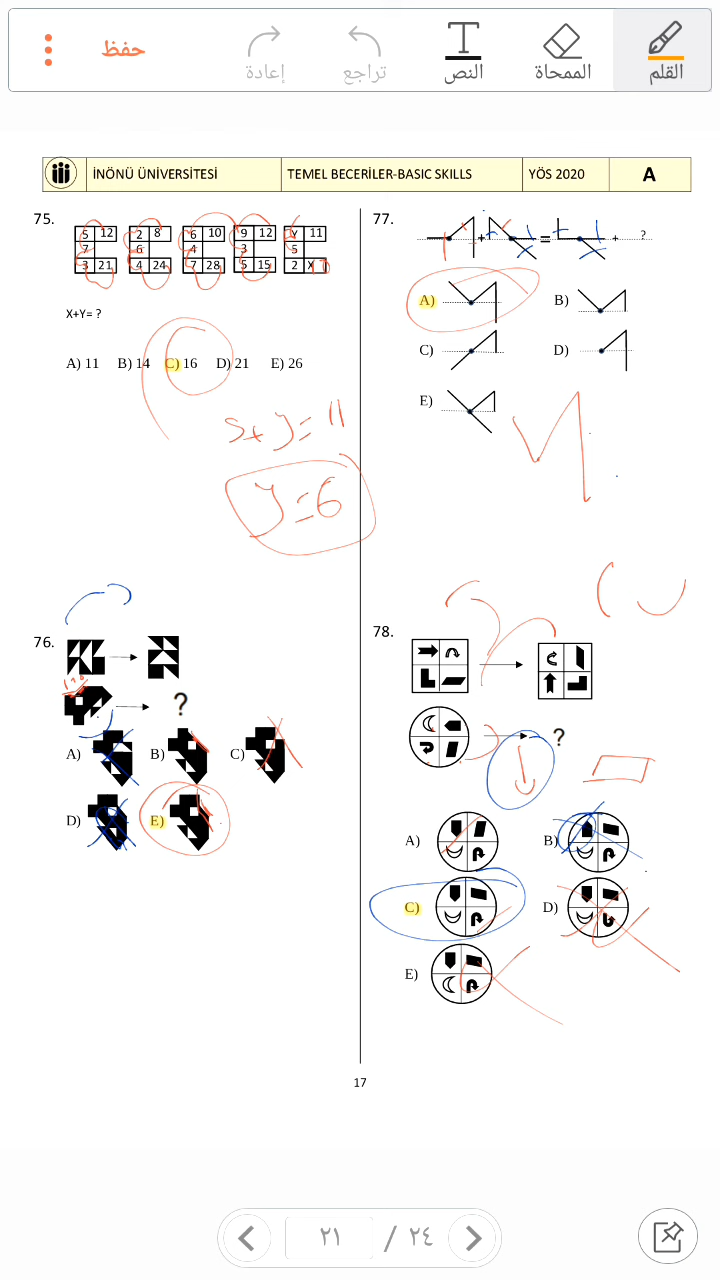 حفظ
إعادة
تراجع
النص
الممحاة
القلم
İNÖNÜ ÜNİVERSİTESİ TEMEL BECERİLER-BASIC SKILLS YÖS 2020 A
75.
5 12 2 8 6 10 9 12 Y 11
7 6 4 3 5
3 21 4 24 7 28 5 15 2 X
X+Y= ?
A) 11 B) 14 C) 16 D) 21 E) 26
5+y=11
y=6
76.
?
A) B) C)
D) E)
77.
+ = + ?
A) B)
C) D)
E)
78.
?
A) B)
C) D)
E)
17
٢١ / ٢٤